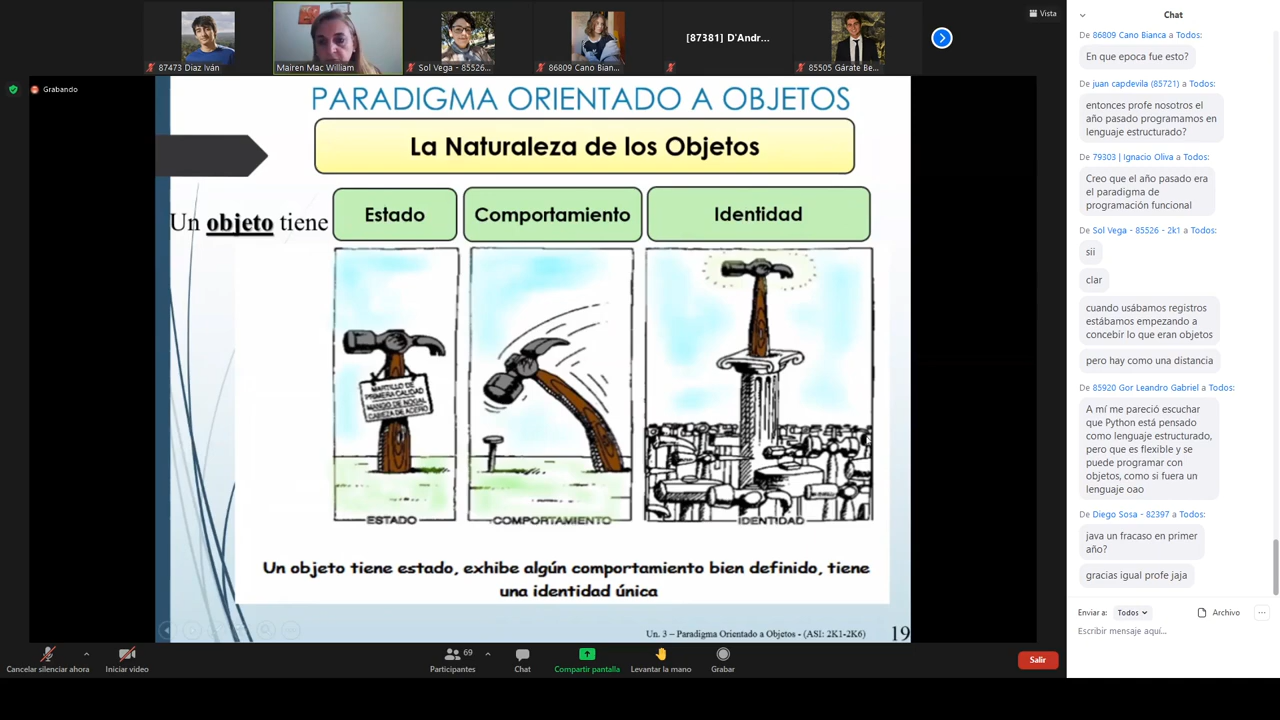 Vista
87473 Diaz Iván
Mairen Mac William
Sol Vega - 85526...
86809 Cano Bian...
[87381] D'Andr...
85505 Gárate Be...
Grabando
PARADIGMA ORIENTADO A OBJETOS
La Naturaleza de los Objetos
Un objeto tiene
Estado
Comportamiento
Identidad
MARTILLO DE
PRIMERA CALIDAD
MANGO DE NOGAL
CABEZA DE ACERO
ESTADO
COMPORTAMIENTO
IDENTIDAD
Un objeto tiene estado, exhibe algún comportamiento bien definido, tiene
una identidad única
Un. 3 – Paradigma Orientado a Objetos - (ASI: 2K1-2K6)
19
Cancelar silenciar ahora
Iniciar video
69
Participantes
Chat
Compartir pantalla
Levantar la mano
Grabar
Salir
Chat
De 86809 Cano Bianca a Todos:
En que epoca fue esto?
De juan capdevila (85721) a Todos:
entonces profe nosotros el
año pasado programamos en
lenguaje estructurado?
De 79303 | Ignacio Oliva a Todos:
Creo que el año pasado era
el paradigma de
programación funcional
De Sol Vega - 85526 - 2k1 a Todos:
sii
clar
cuando usábamos registros
estábamos empezando a
concebir lo que eran objetos
pero hay como una distancia
De 85920 Gor Leandro Gabriel a Todos:
A mí me pareció escuchar
que Python está pensado
como lenguaje estructurado,
pero que es flexible y se
puede programar con
objetos, como si fuera un
lenguaje oao
De Diego Sosa - 82397 a Todos:
java un fracaso en primer
año?
gracias igual profe jaja
Enviar a:
Todos
Archivo
Escribir mensaje aquí...